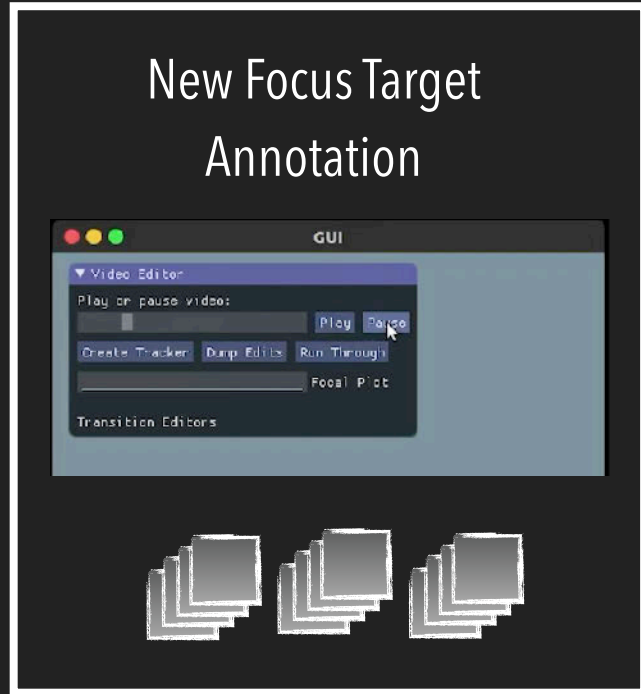 New Focus Target
Annotation
GUI
Video Editor
Play or pause video:
Play Pause
Create Tracker Dump Edits Run Through
Focal Plot
Transition Editors